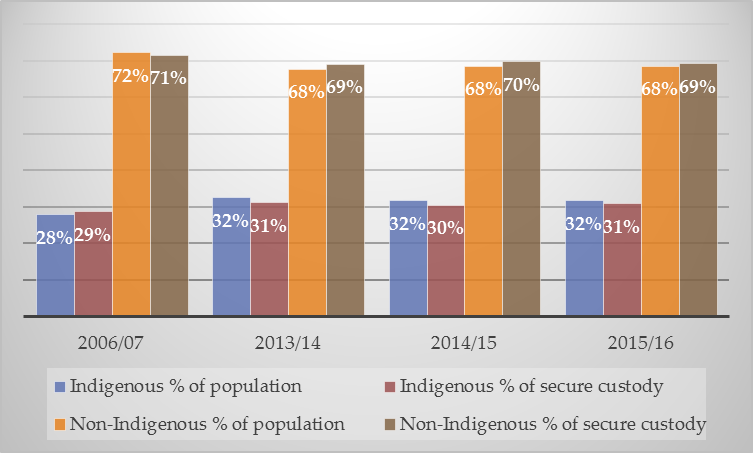 72% 71% 68% 69% 68% 70% 68% 69%
28% 29% 32% 31% 32% 30% 32% 31%
2006/07 2013/14 2014/15 2015/16
Indigenous % of population Indigenous % of secure custody
Non-Indigenous % of population Non-Indigenous % of secure custody